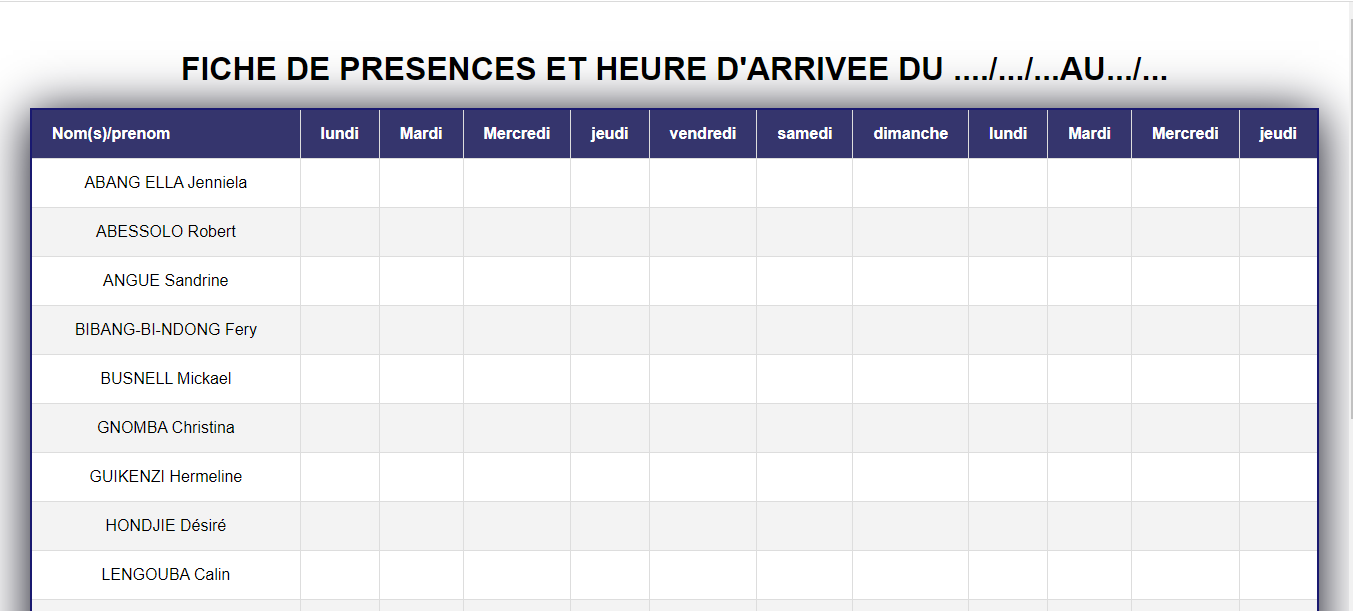 FICHE DE PRESENCES ET HEURE D'ARRIVEE DU ..../.../...AU.../...
Nom(s)/prenom lundi Mardi Mercredi jeudi vendredi samedi dimanche lundi Mardi Mercredi jeudi
ABANG ELLA Jenniela
ABESSOLO Robert
ANGUE Sandrine
BIBANG-BI-NDONG Fery
BUSNELL Mickael
GNOMBA Christina
GUIKENZI Hermeline
HONDJIE Désiré
LENGOUBA Calin